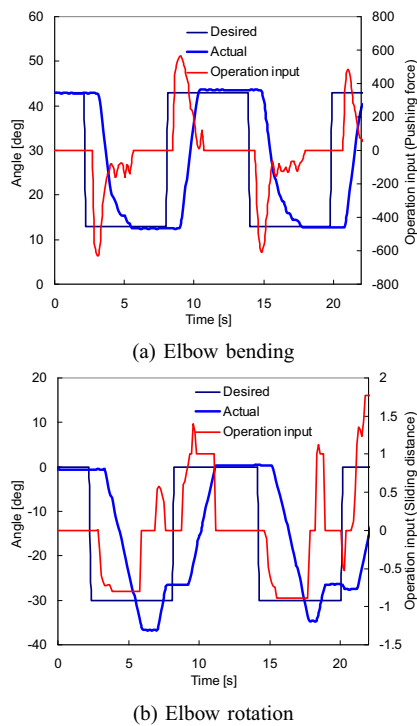 60
50
40
30
20
10
0
Angle [deg]
Desired
Actual
Operation input
800
600
400
200
0
-200
-400
-600
-800
Operation input (Pushing force)
0 5 10 15 20
Time [s]
(a) Elbow bending
20
10
0
-10
-20
-30
-40
Angle [deg]
Desired
Actual
Operation input
2
1.5
1
0.5
0
-0.5
-1
-1.5
Operation input (Sliding distance)
0 5 10 15 20
Time [s]
(b) Elbow rotation